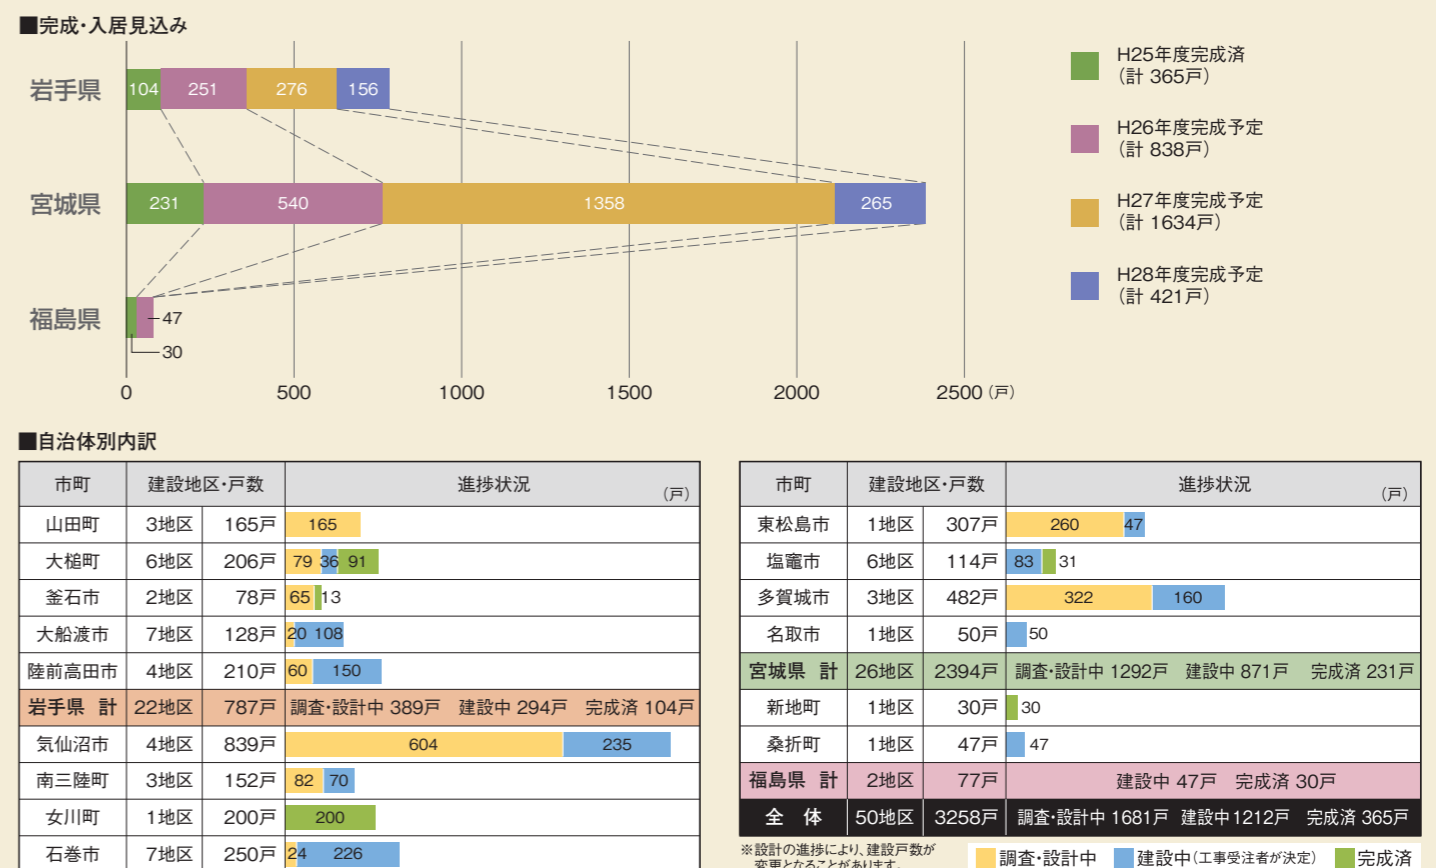 ■完成・入居見込み
岩手県 104 251 276 156
宮城県 231 540 1358 265
福島県 47
30
0 500 1000 1500 2000 2500（戸）
H25年度完成済
（計 365戸）
H26年度完成予定
（計 838戸）
H27年度完成予定
（計 1634戸）
H28年度完成予定
（計 421戸）
■自治体別内訳
市町 建設地区・戸数 進捗状況 （戸）
山田町 3地区 165戸 165
大槌町 6地区 206戸 79 36 91
釜石市 2地区 78戸 65 13
大船渡市 7地区 128戸 20 108
陸前高田市 4地区 210戸 60 150
岩手県 計 22地区 787戸 調査・設計中 389戸 建設中 294戸 完成済 104戸
気仙沼市 4地区 839戸 604 235
南三陸町 3地区 152戸 82 70
女川町 1地区 200戸 200
石巻市 7地区 250戸 24 226
市町 建設地区・戸数 進捗状況 （戸）
東松島市 1地区 307戸 260 47
塩竈市 6地区 114戸 83 31
多賀城市 3地区 482戸 322 160
名取市 1地区 50戸 50
宮城県 計 26地区 2394戸 調査・設計中 1292戸 建設中 871戸 完成済 231戸
新地町 1地区 30戸 30
桑折町 1地区 47戸 47
福島県 計 2地区 77戸 建設中 47戸 完成済 30戸
全 体 50地区 3258戸 調査・設計中 1681戸 建設中 1212戸 完成済 365戸
※設計の進捗により、建設戸数が
変更となることがあります。
調査・設計中 建設中（工事受注者が決定） 完成済